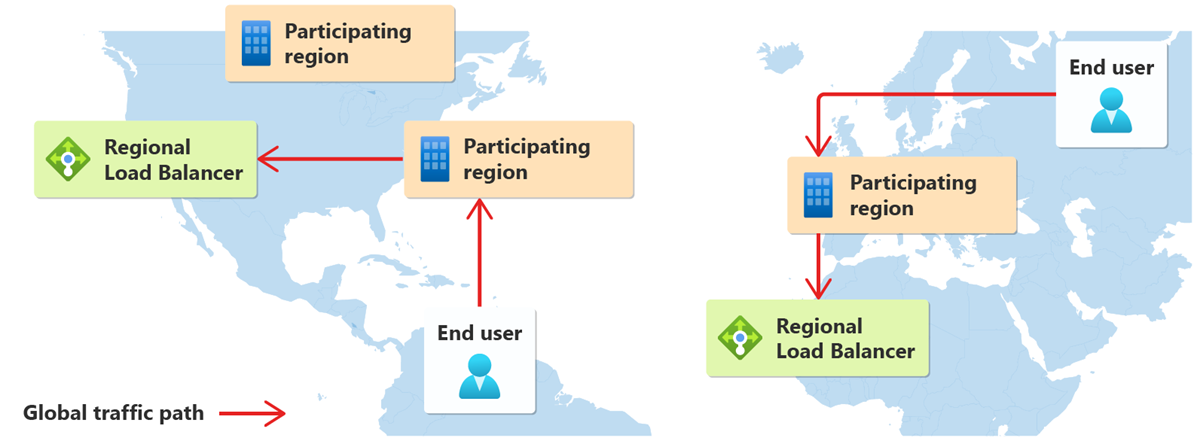 Participating
region
Regional
Load Balancer
Participating
region
End user
Global traffic path
End user
Participating
region
Regional
Load Balancer